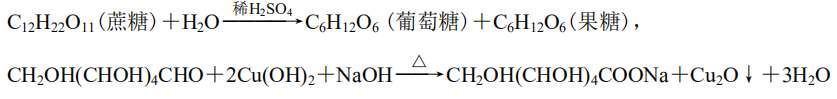 C₁₂H₂₂O₁₁(蔗糖)+H₂O —稀H₂SO₄→ C₆H₁₂O₆ (葡萄糖)+C₆H₁₂O₆(果糖),
CH₂OH(CHOH)₄CHO+2Cu(OH)₂+NaOH —△→ CH₂OH(CHOH)₄COONa+Cu₂O↓+3H₂O